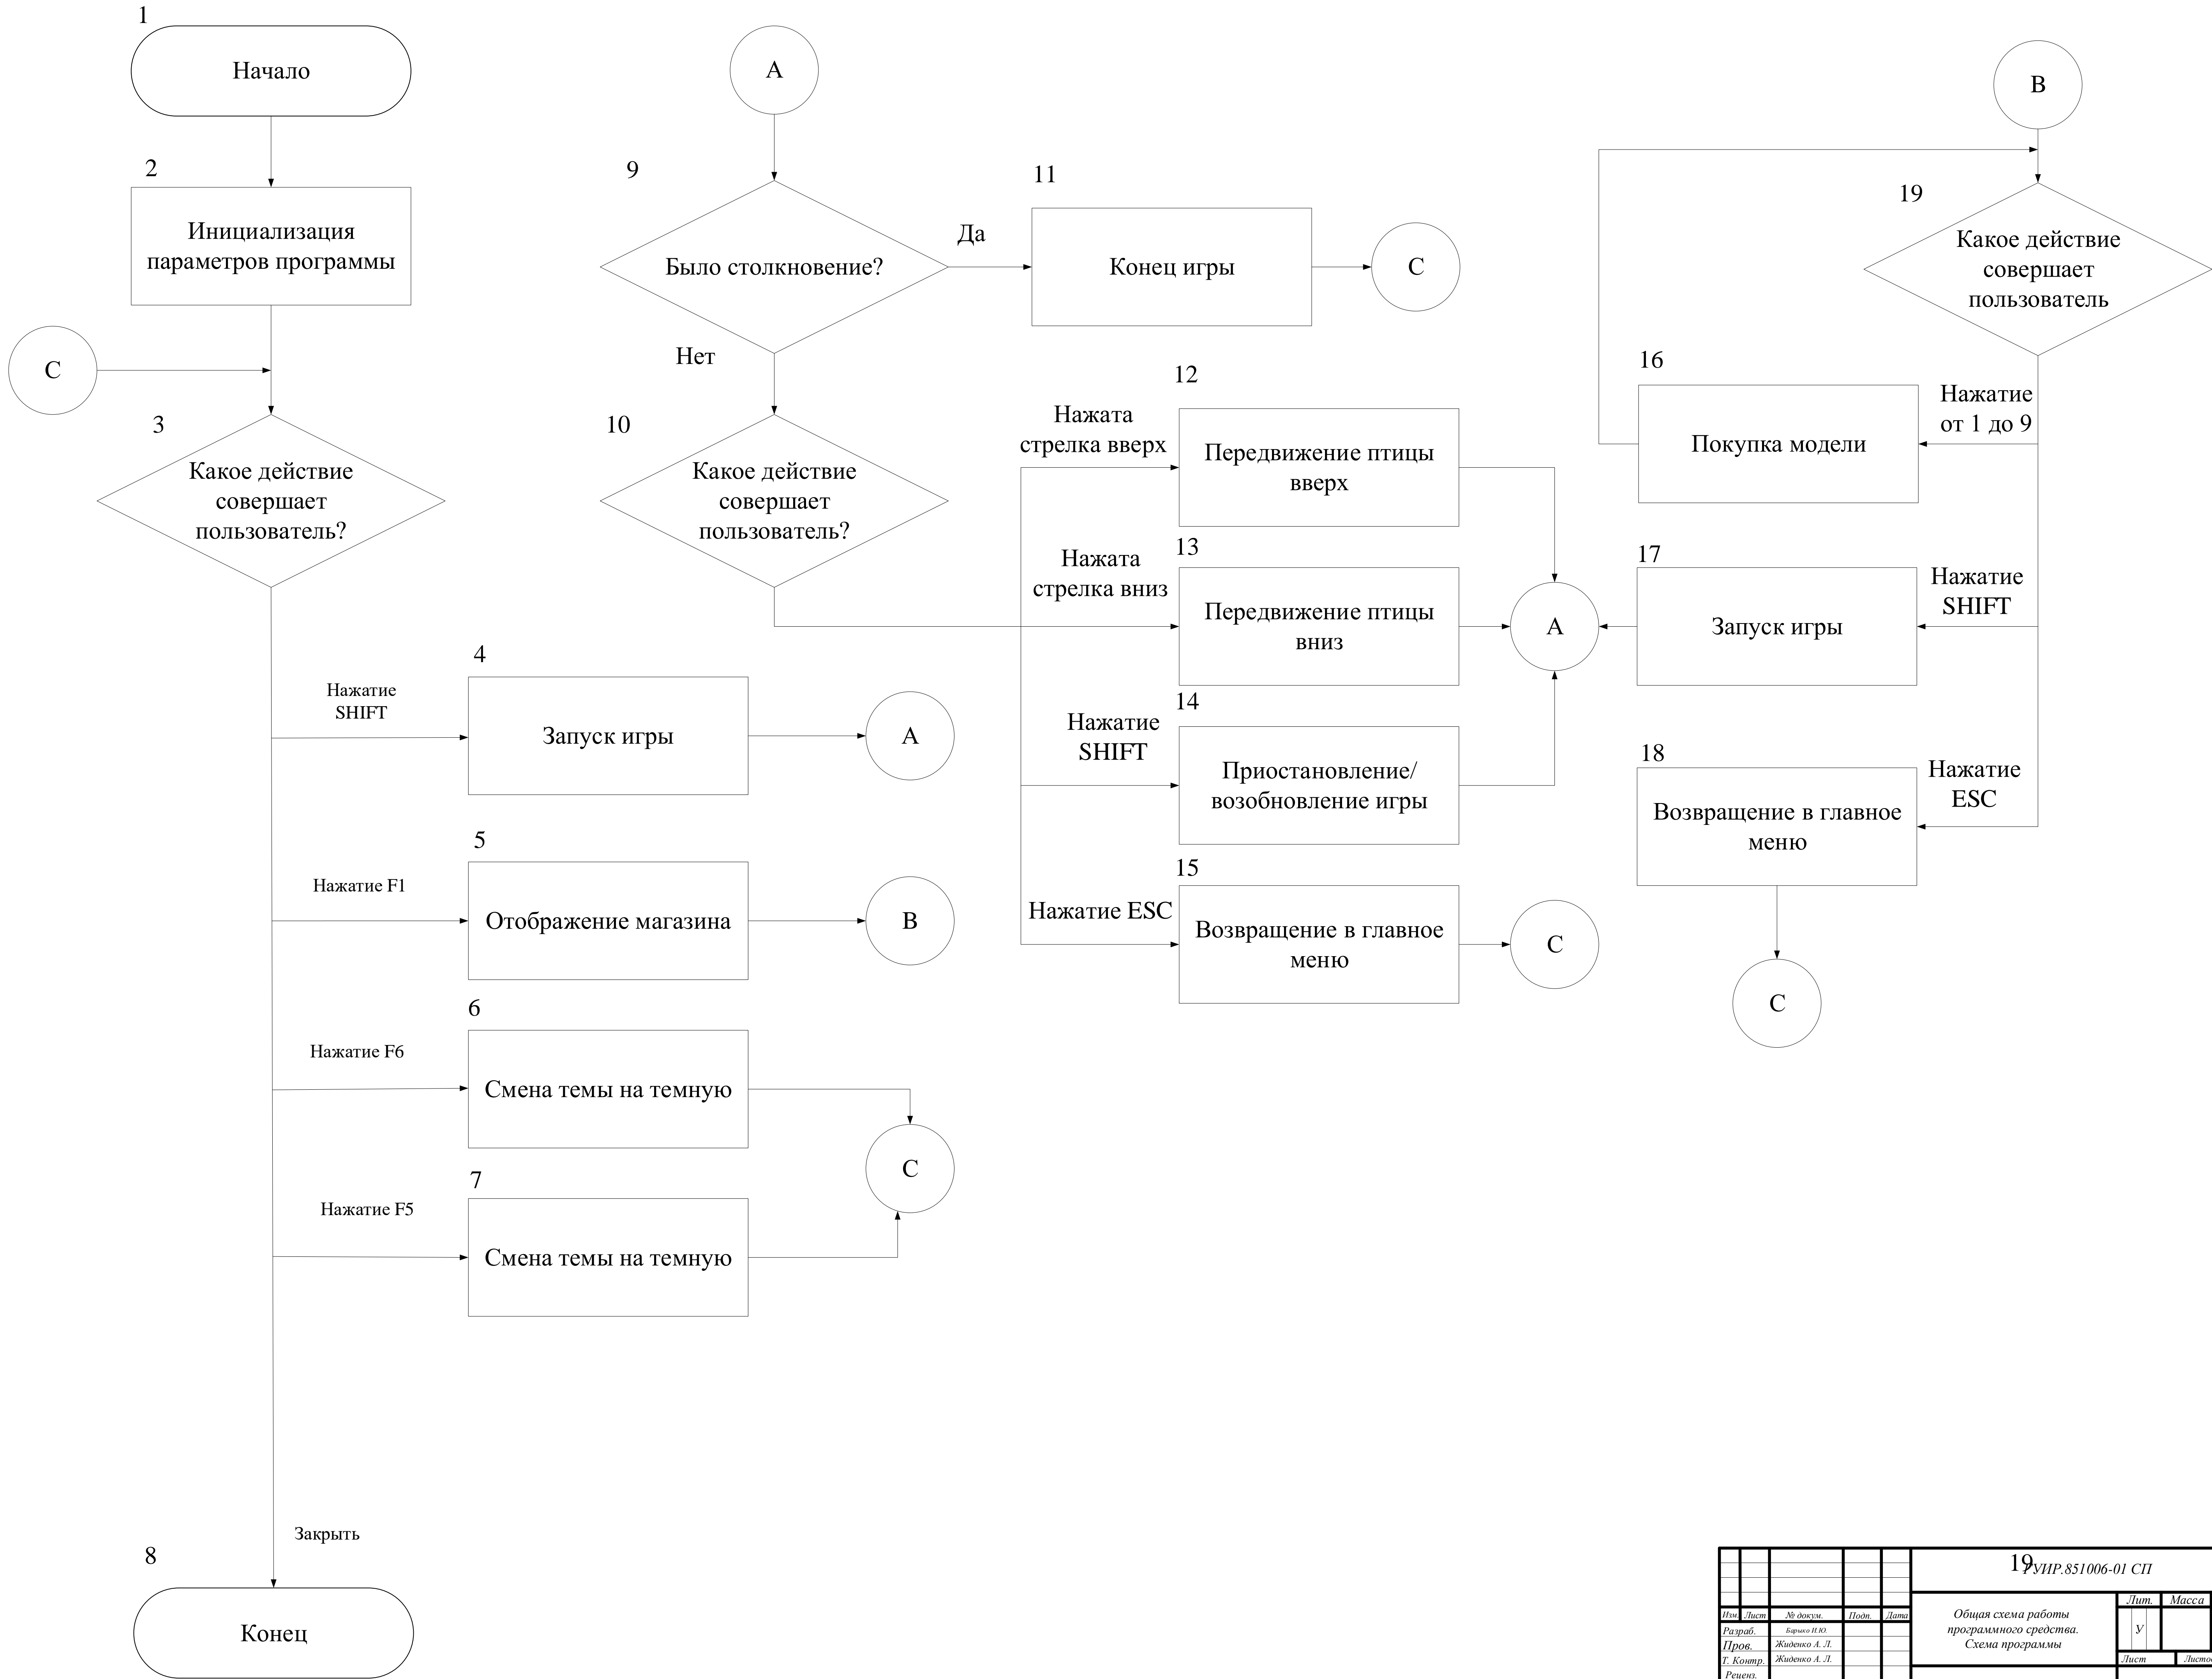 1
Начало
2
Инициализация
параметров программы
C
3
Какое действие
совершает
пользователь?
Нажатие
SHIFT
4
Запуск игры
A
Нажатие F1
5
Отображение магазина
B
Нажатие F6
6
Смена темы на темную
C
Нажатие F5
7
Смена темы на темную
Закрыть
8
Конец
A
9
Было столкновение?
Да
11
Конец игры
C
Нет
10
Какое действие
совершает
пользователь?
Нажата
стрелка вверх
12
Передвижение птицы
вверх
Нажата
стрелка вниз
13
Передвижение птицы
вниз
A
Нажатие
SHIFT
14
Приостановление/
возобновление игры
Нажатие ESC
15
Возвращение в главное
меню
C
B
19
Какое действие
совершает
пользователь
16
Нажатие
от 1 до 9
Покупка модели
17
Нажатие
SHIFT
Запуск игры
18
Нажатие
ESC
Возвращение в главное
меню
C
19
ГУИР.851006-01 СП
Лит. Масса
Изм. Лист № докум. Подп. Дата
Общая схема работы
программного средства.
Схема программы
У
Разраб. Барыко И.Ю.
Пров. Жиденко А. Л.
Т. Контр. Жиденко А. Л.
Лист
Реценз.